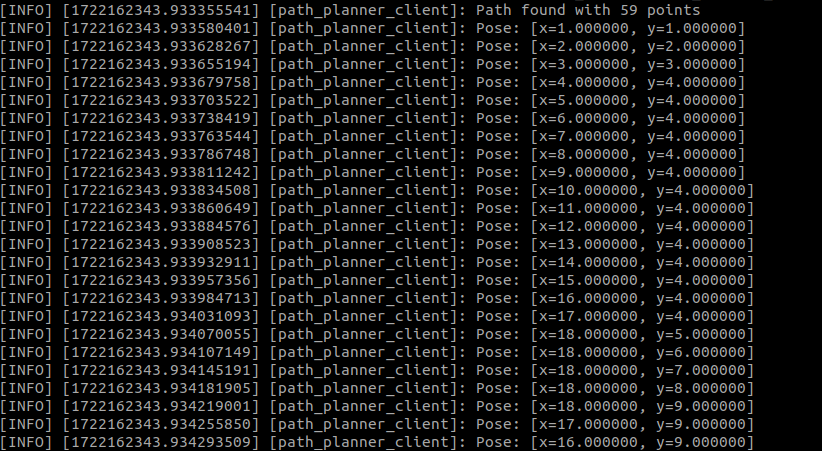 [INFO] [1722162343.933355541] [path_planner_client]: Path found with 59 points
[INFO] [1722162343.933580401] [path_planner_client]: Pose: [x=1.000000, y=1.000000]
[INFO] [1722162343.933628267] [path_planner_client]: Pose: [x=2.000000, y=2.000000]
[INFO] [1722162343.933655194] [path_planner_client]: Pose: [x=3.000000, y=3.000000]
[INFO] [1722162343.933679758] [path_planner_client]: Pose: [x=4.000000, y=4.000000]
[INFO] [1722162343.933703522] [path_planner_client]: Pose: [x=5.000000, y=4.000000]
[INFO] [1722162343.933738419] [path_planner_client]: Pose: [x=6.000000, y=4.000000]
[INFO] [1722162343.933763544] [path_planner_client]: Pose: [x=7.000000, y=4.000000]
[INFO] [1722162343.933786748] [path_planner_client]: Pose: [x=8.000000, y=4.000000]
[INFO] [1722162343.933811242] [path_planner_client]: Pose: [x=9.000000, y=4.000000]
[INFO] [1722162343.933834508] [path_planner_client]: Pose: [x=10.000000, y=4.000000]
[INFO] [1722162343.933860649] [path_planner_client]: Pose: [x=11.000000, y=4.000000]
[INFO] [1722162343.933884576] [path_planner_client]: Pose: [x=12.000000, y=4.000000]
[INFO] [1722162343.933908523] [path_planner_client]: Pose: [x=13.000000, y=4.000000]
[INFO] [1722162343.933932911] [path_planner_client]: Pose: [x=14.000000, y=4.000000]
[INFO] [1722162343.933957356] [path_planner_client]: Pose: [x=15.000000, y=4.000000]
[INFO] [1722162343.933984713] [path_planner_client]: Pose: [x=16.000000, y=4.000000]
[INFO] [1722162343.934031093] [path_planner_client]: Pose: [x=17.000000, y=4.000000]
[INFO] [1722162343.934070055] [path_planner_client]: Pose: [x=18.000000, y=5.000000]
[INFO] [1722162343.934107149] [path_planner_client]: Pose: [x=18.000000, y=6.000000]
[INFO] [1722162343.934145191] [path_planner_client]: Pose: [x=18.000000, y=7.000000]
[INFO] [1722162343.934181905] [path_planner_client]: Pose: [x=18.000000, y=8.000000]
[INFO] [1722162343.934219001] [path_planner_client]: Pose: [x=18.000000, y=9.000000]
[INFO] [1722162343.934255850] [path_planner_client]: Pose: [x=17.000000, y=9.000000]
[INFO] [1722162343.934293509] [path_planner_client]: Pose: [x=16.000000, y=9.000000]